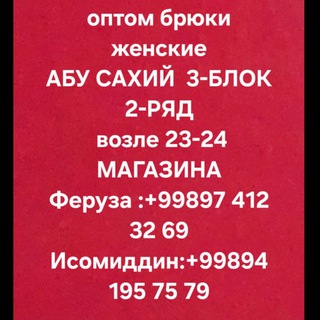 оптом брюки
женские
АБУ САХИЙ 3-БЛОК
2-РЯД
возле 23-24
МАГАЗИНА
Феруза :+99897 412
32 69
Исомиддин:+99894
195 75 79